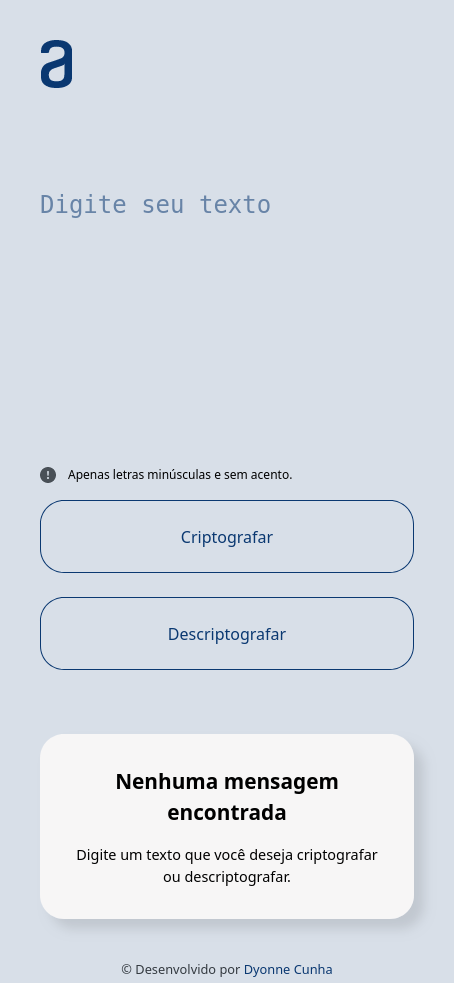 a
Digite seu texto
Apenas letras minúsculas e sem acento.
Criptografar
Descriptografar
Nenhuma mensagem
encontrada
Digite um texto que você deseja criptografar
ou descriptografar.
© Desenvolvido por Dyonne Cunha